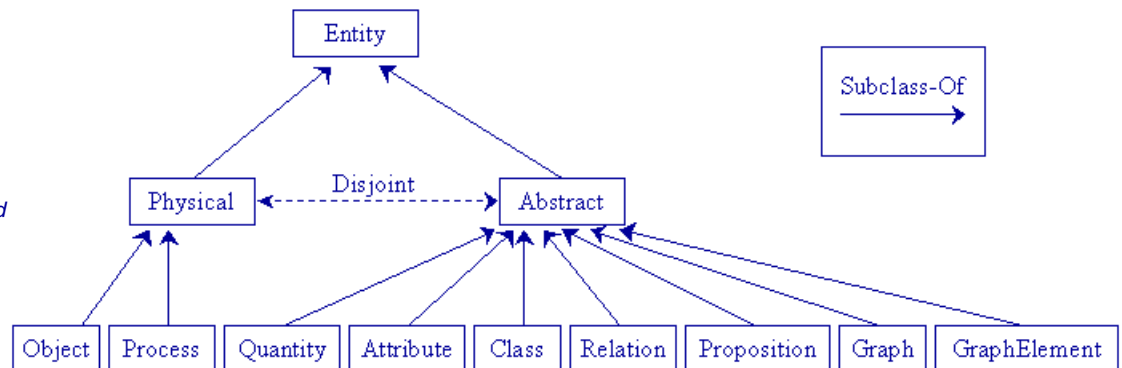 Entity
Subclass-Of
Disjoint
Physical
Abstract
d
Object
Process
Quantity
Attribute
Class
Relation
Proposition
Graph
GraphElement